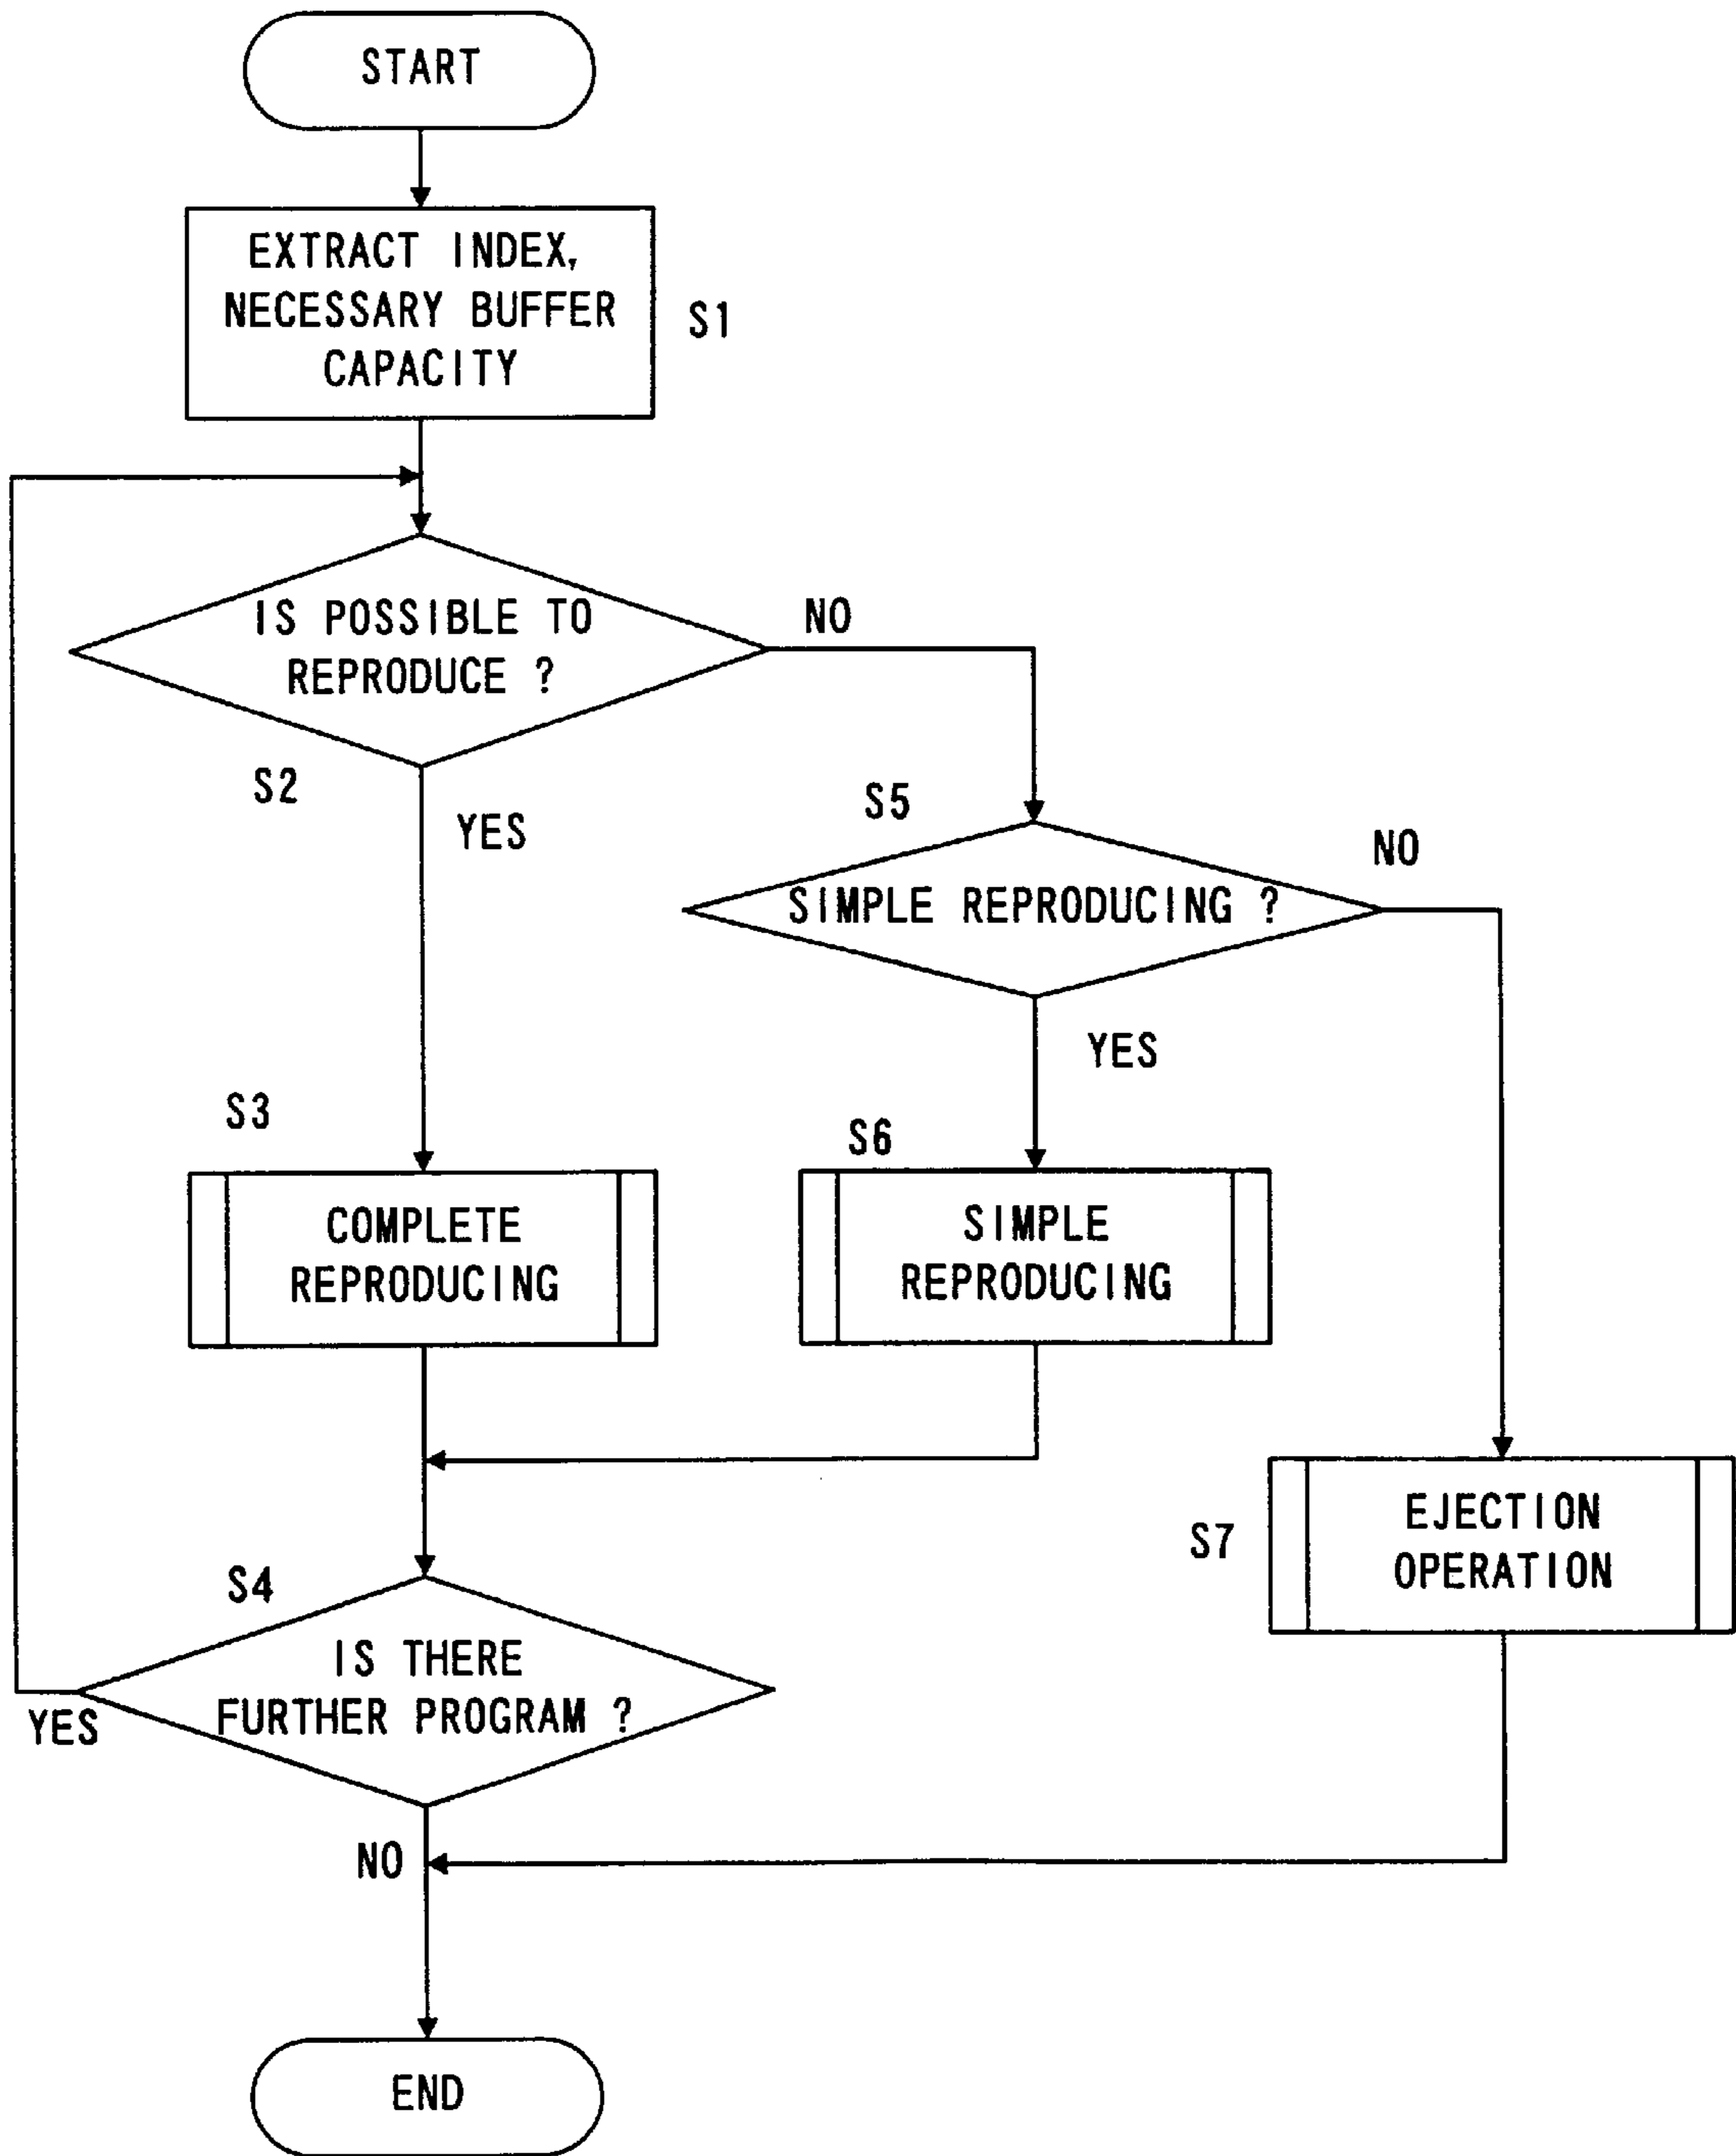 START
EXTRACT INDEX,
NECESSARY BUFFER
CAPACITY
S1
IS POSSIBLE TO
REPRODUCE ?
NO
S2
YES
S5
SIMPLE REPRODUCING ?
NO
YES
S3
COMPLETE
REPRODUCING
S6
SIMPLE
REPRODUCING
S7
EJECTION
OPERATION
S4
IS THERE
FURTHER PROGRAM ?
YES
NO
END